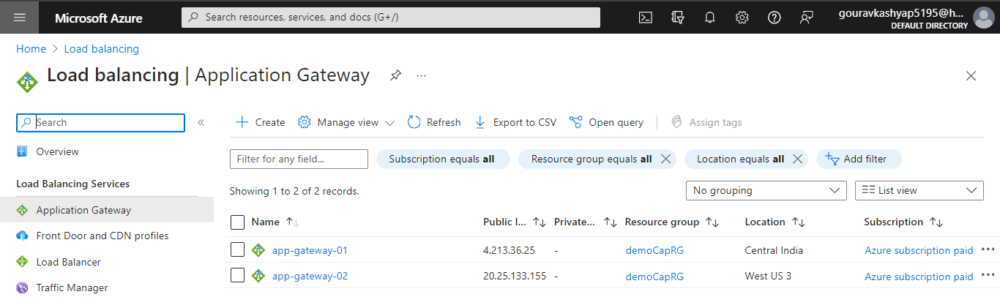 Microsoft Azure
Search resources, services, and docs (G+/)
gouravkashyap5195@h...
DEFAULT DIRECTORY
Home > Load balancing
Load balancing | Application Gateway ...
Search
Create Manage view Refresh Export to CSV Open query Assign tags
Overview
Filter for any field... Subscription equals all Resource group equals all Location equals all Add filter
Load Balancing Services
Showing 1 to 2 of 2 records. No grouping List view
Application Gateway
Front Door and CDN profiles
Load Balancer
Traffic Manager
Name Public I... Private... Resource group Location Subscription
app-gateway-01 4.213.36.25 - demoCapRG Central India Azure subscription paid ...
app-gateway-02 20.25.133.155 - demoCapRG West US 3 Azure subscription paid ...